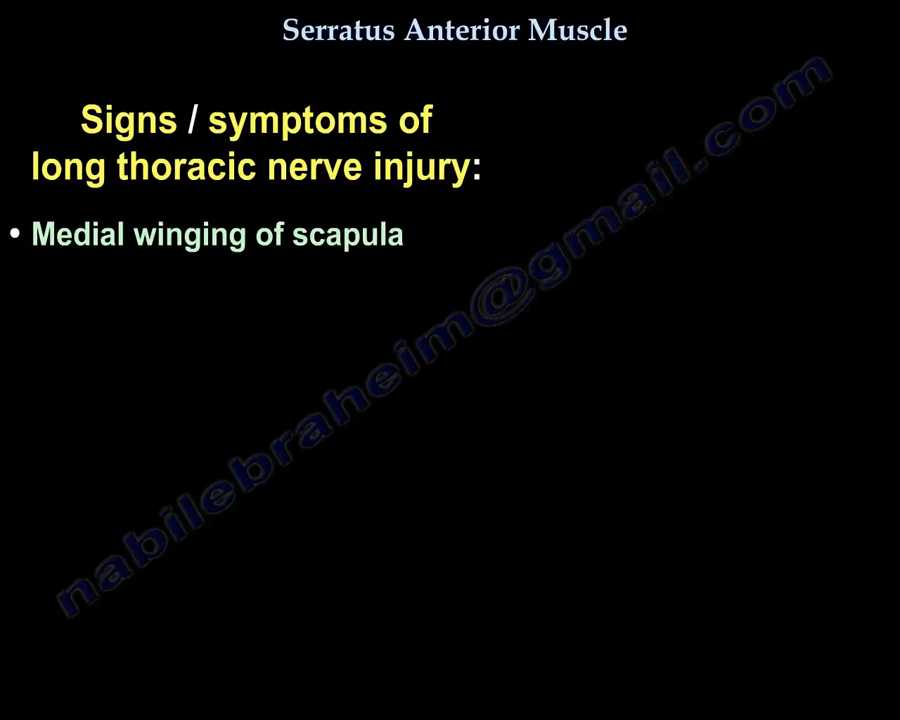 Serratus Anterior Muscle
Signs / symptoms of
long thoracic nerve injury:
• Medial winging of scapula
nabilebraheim@gmail.com